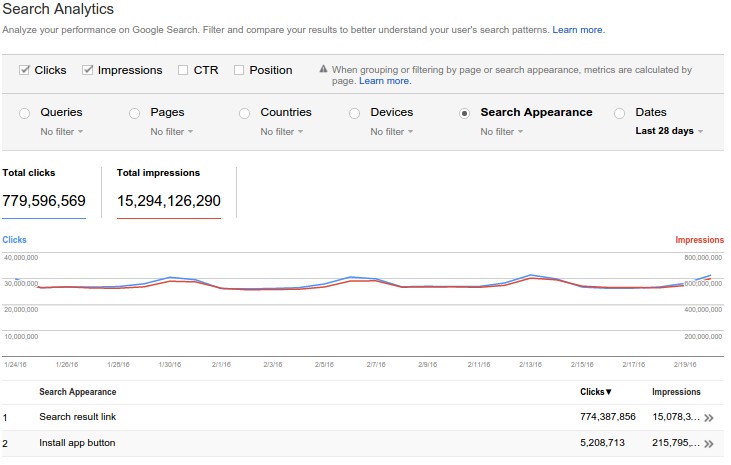 Search Analytics
Analyze your performance on Google Search. Filter and compare your results to better understand your user's search patterns. Learn more.
Clicks Impressions CTR Position When grouping or filtering by page or search appearance, metrics are calculated by
page. Learn more.
Queries Pages Countries Devices Search Appearance Dates
No filter No filter No filter No filter No filter Last 28 days
Total clicks Total impressions
779,596,569 15,294,126,290
Clicks Impressions
40,000,000 800,000,000
30,000,000 600,000,000
20,000,000 400,000,000
10,000,000 200,000,000
1/24/16 1/26/16 1/28/16 1/30/16 2/1/16 2/3/16 2/5/16 2/7/16 2/9/16 2/11/16 2/13/16 2/15/16 2/17/16 2/19/16
Search Appearance Clicks▼ Impressions
1 Search result link 774,387,856 15,078,3... »
2 Install app button 5,208,713 215,795,... »